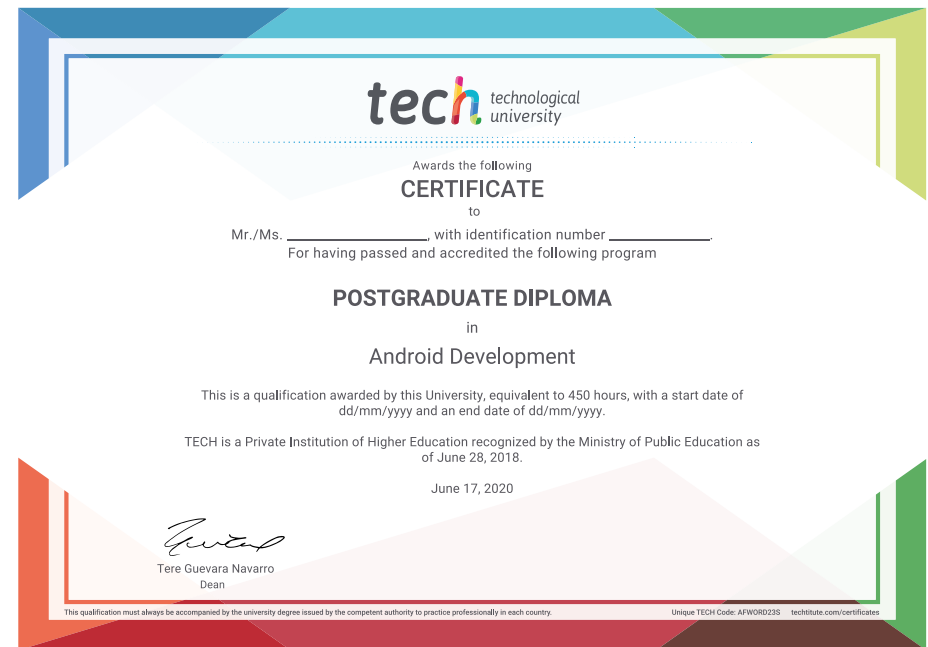 tech technological
university
Awards the following
CERTIFICATE
to
Mr./Ms. ____________________, with identification number ______________.
For having passed and accredited the following program
POSTGRADUATE DIPLOMA
in
Android Development
This is a qualification awarded by this University, equivalent to 450 hours, with a start date of
dd/mm/yyyy and an end date of dd/mm/yyyy.
TECH is a Private Institution of Higher Education recognized by the Ministry of Public Education as
of June 28, 2018.
June 17, 2020
Tere Guevara Navarro
Dean
This qualification must always be accompanied by the university degree issued by the competent authority to practice professionally in each country.
Unique TECH Code: AFWORD23S techtitute.com/certificates